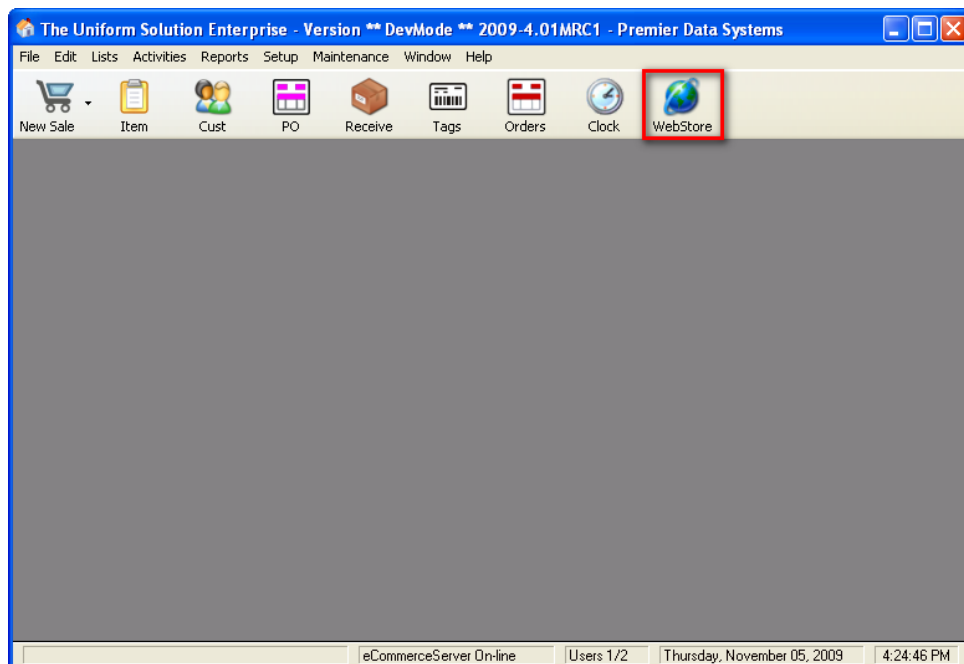 The Uniform Solution Enterprise - Version ** DevMode ** 2009-4.01MRC1 - Premier Data Systems
File Edit Lists Activities Reports Setup Maintenance Window Help
New Sale Item Cust PO Receive Tags Orders Clock WebStore
eCommerceServer On-line Users 1/2 Thursday, November 05, 2009 4:24:46 PM